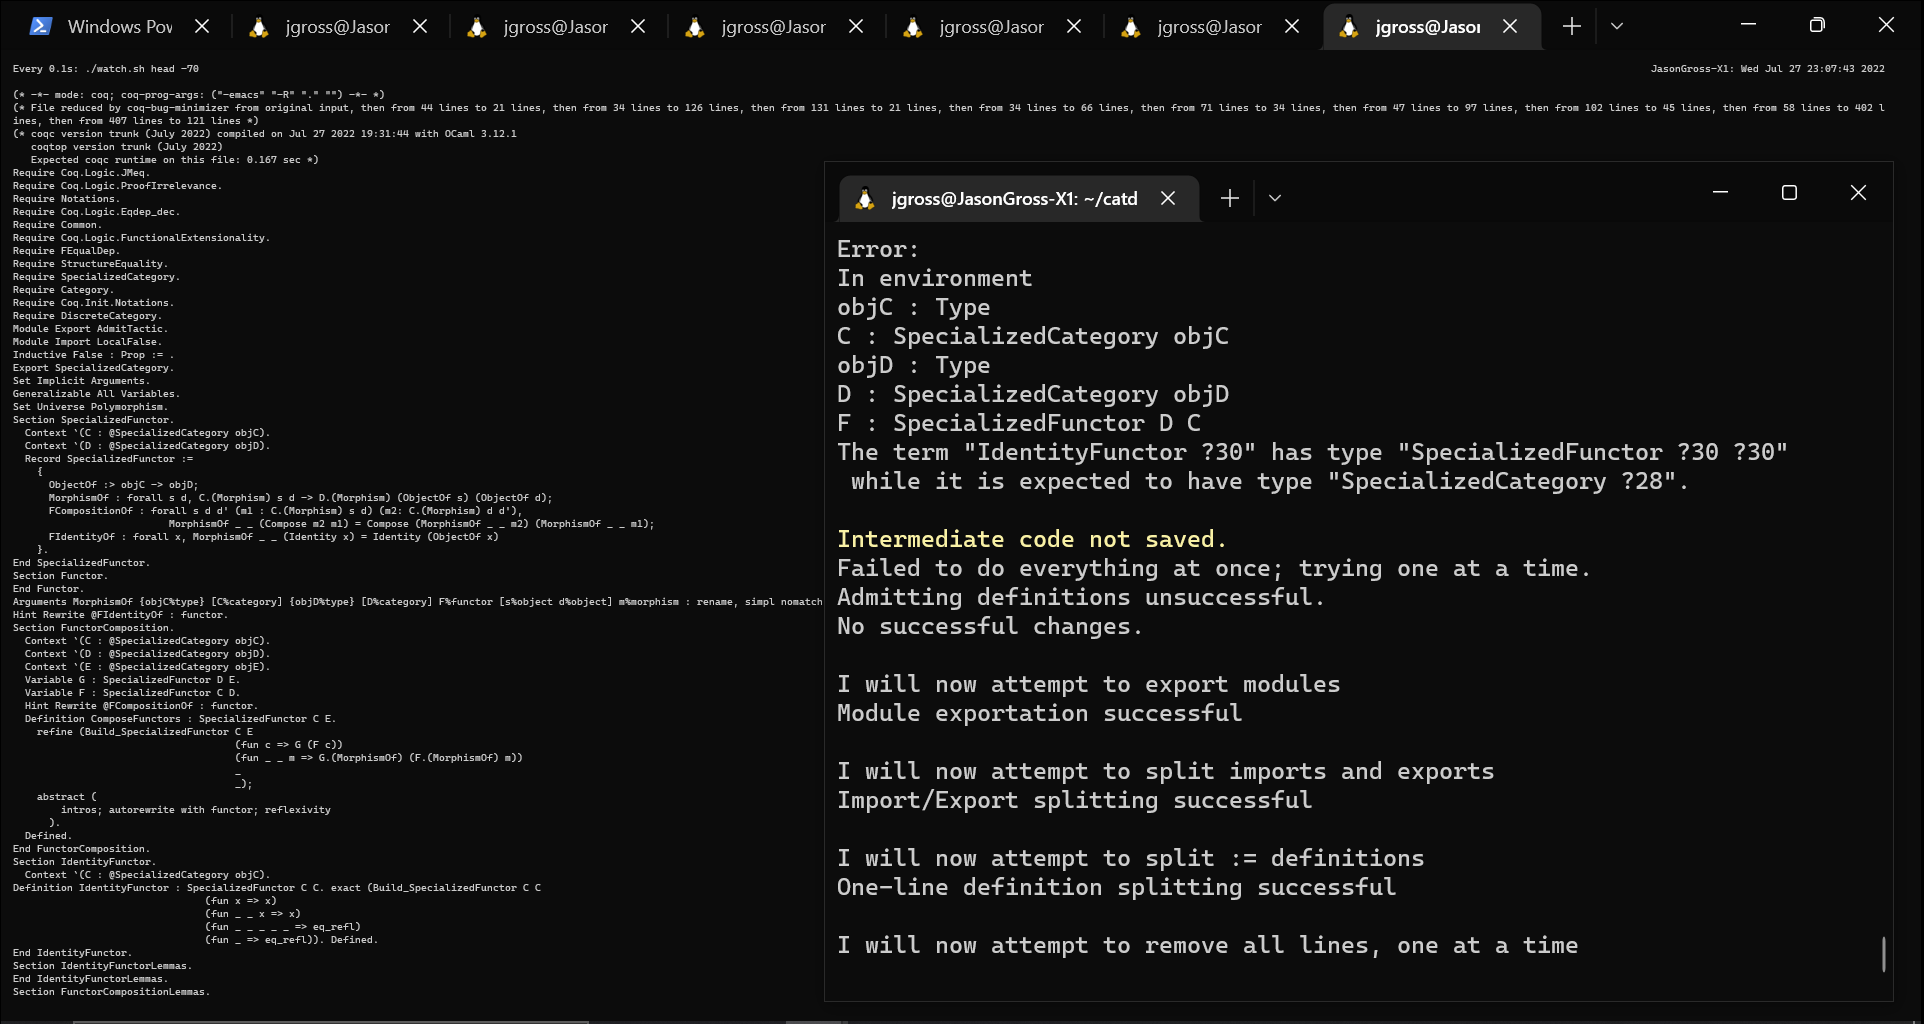 Windows Pow
jgross@Jasor
jgross@Jasor
jgross@Jasor
jgross@Jasor
jgross@Jasor
jgross@Jasor
Every 0.1s: ./watch.sh head -70
JasonGross-X1: Wed Jul 27 23:07:43 2022
(* -*- mode: coq; coq-prog-args: ("-emacs" "-R" "." "") -*- *)
(* File reduced by coq-bug-minimizer from original input, then from 44 lines to 21 lines, then from 34 lines to 126 lines, then from 131 lines to 21 lines, then from 34 lines to 66 lines, then from 71 lines to 34 lines, then from 47 lines to 97 lines, then from 102 lines to 45 lines, then from 58 lines to 402 l
ines, then from 407 lines to 121 lines *)
(* coqc version trunk (July 2022) compiled on Jul 27 2022 19:31:44 with OCaml 3.12.1
   coqtop version trunk (July 2022)
   Expected coqc runtime on this file: 0.167 sec *)
Require Coq.Logic.JMeq.
Require Coq.Logic.ProofIrrelevance.
Require Notations.
Require Coq.Logic.Eqdep_dec.
Require Common.
Require Coq.Logic.FunctionalExtensionality.
Require FEqualDep.
Require StructureEquality.
Require SpecializedCategory.
Require Category.
Require Coq.Init.Notations.
Require DiscreteCategory.
Module Export AdmitTactic.
Module Import LocalFalse.
Inductive False : Prop := .
Export SpecializedCategory.
Set Implicit Arguments.
Generalizable All Variables.
Set Universe Polymorphism.
Section SpecializedFunctor.
  Context `(C : @SpecializedCategory objC).
  Context `(D : @SpecializedCategory objD).
  Record SpecializedFunctor :=
    {
      ObjectOf :> objC -> objD;
      MorphismOf : forall s d, C.(Morphism) s d -> D.(Morphism) (ObjectOf s) (ObjectOf d);
      FCompositionOf : forall s d d' (m1 : C.(Morphism) s d) (m2: C.(Morphism) d d'),
                          MorphismOf _ _ (Compose m2 m1) = Compose (MorphismOf _ _ m2) (MorphismOf _ _ m1);
      FIdentityOf : forall x, MorphismOf _ _ (Identity x) = Identity (ObjectOf x)
    }.
End SpecializedFunctor.
Section Functor.
End Functor.
Arguments MorphismOf {objC%type} [C%category] {objD%type} [D%category] F%functor [s%object d%object] m%morphism : rename, simpl nomatch
Hint Rewrite @FIdentityOf : functor.
Section FunctorComposition.
  Context `(C : @SpecializedCategory objC).
  Context `(D : @SpecializedCategory objD).
  Context `(E : @SpecializedCategory objE).
  Variable G : SpecializedFunctor D E.
  Variable F : SpecializedFunctor C D.
  Hint Rewrite @FCompositionOf : functor.
  Definition ComposeFunctors : SpecializedFunctor C E.
    refine (Build_SpecializedFunctor C E
                                     (fun c => G (F c))
                                     (fun _ _ m => G.(MorphismOf) (F.(MorphismOf) m))
                                     _
                                     _);
    abstract (
        intros; autorewrite with functor; reflexivity
      ).
  Defined.
End FunctorComposition.
Section IdentityFunctor.
  Context `(C : @SpecializedCategory objC).
Definition IdentityFunctor : SpecializedFunctor C C. exact (Build_SpecializedFunctor C C
                                (fun x => x)
                                (fun _ _ x => x)
                                (fun _ _ _ _ _ => eq_refl)
                                (fun _ => eq_refl)). Defined.
End IdentityFunctor.
Section IdentityFunctorLemmas.
End IdentityFunctorLemmas.
Section FunctorCompositionLemmas.
jgross@JasonGross-X1: ~/catd
Error:
In environment
objC : Type
C : SpecializedCategory objC
objD : Type
D : SpecializedCategory objD
F : SpecializedFunctor D C
The term "IdentityFunctor ?30" has type "SpecializedFunctor ?30 ?30"
 while it is expected to have type "SpecializedCategory ?28".
Intermediate code not saved.
Failed to do everything at once; trying one at a time.
Admitting definitions unsuccessful.
No successful changes.
I will now attempt to export modules
Module exportation successful
I will now attempt to split imports and exports
Import/Export splitting successful
I will now attempt to split := definitions
One-line definition splitting successful
I will now attempt to remove all lines, one at a time